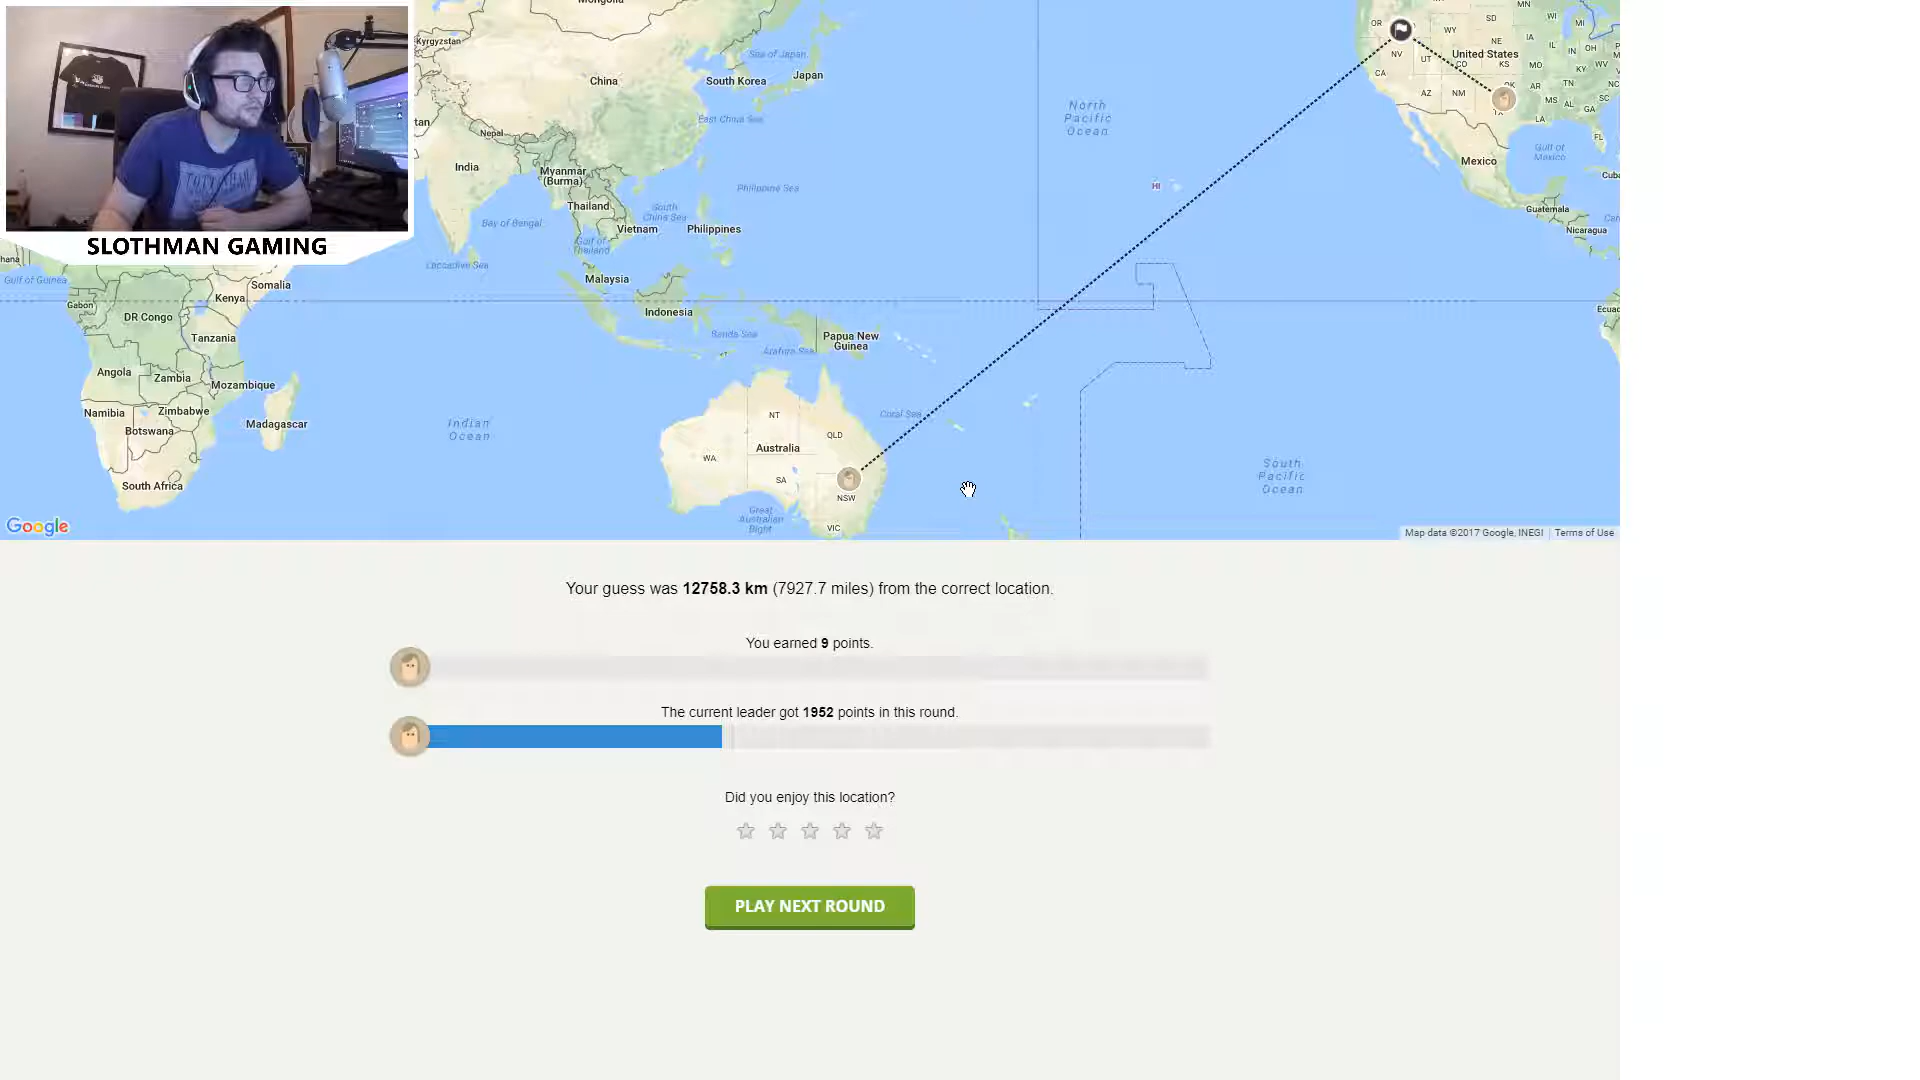 SLOTHMAN GAMING
Mongolia
Kyrgyzstan
China
South Korea
Sea of Japan
Japan
East China Sea
Nepal
India
Myanmar
(Burma)
Thailand
Vietnam
South
China Sea
Philippine Sea
Philippines
Bay of Bengal
Gulf of
Thailand
Laccadive Sea
Malaysia
Indonesia
Banda Sea
Arafura Sea
Papua New
Guinea
Gulf of Guinea
Gabon
DR Congo
Somalia
Kenya
Tanzania
Angola
Zambia
Mozambique
Namibia
Zimbabwe
Botswana
Madagascar
South Africa
Indian
Ocean
NT
QLD
Australia
WA
SA
NSW
VIC
Great
Australian
Bight
Coral Sea
North
Pacific
Ocean
HI
South
Pacific
Ocean
OR
SD
MN
WI
MI
WY
NE
IA
IL
IN
OH
NV
UT
CO
United States
KS
MO
KY
WV
CA
AZ
NM
OK
AR
TN
NC
MS
AL
GA
SC
LA
FL
Mexico
Gulf of
Mexico
Cuba
Guatemala
Nicaragua
Google
Map data ©2017 Google, INEGI
Terms of Use
Your guess was 12758.3 km (7927.7 miles) from the correct location.
You earned 9 points.
The current leader got 1952 points in this round.
Did you enjoy this location?
PLAY NEXT ROUND